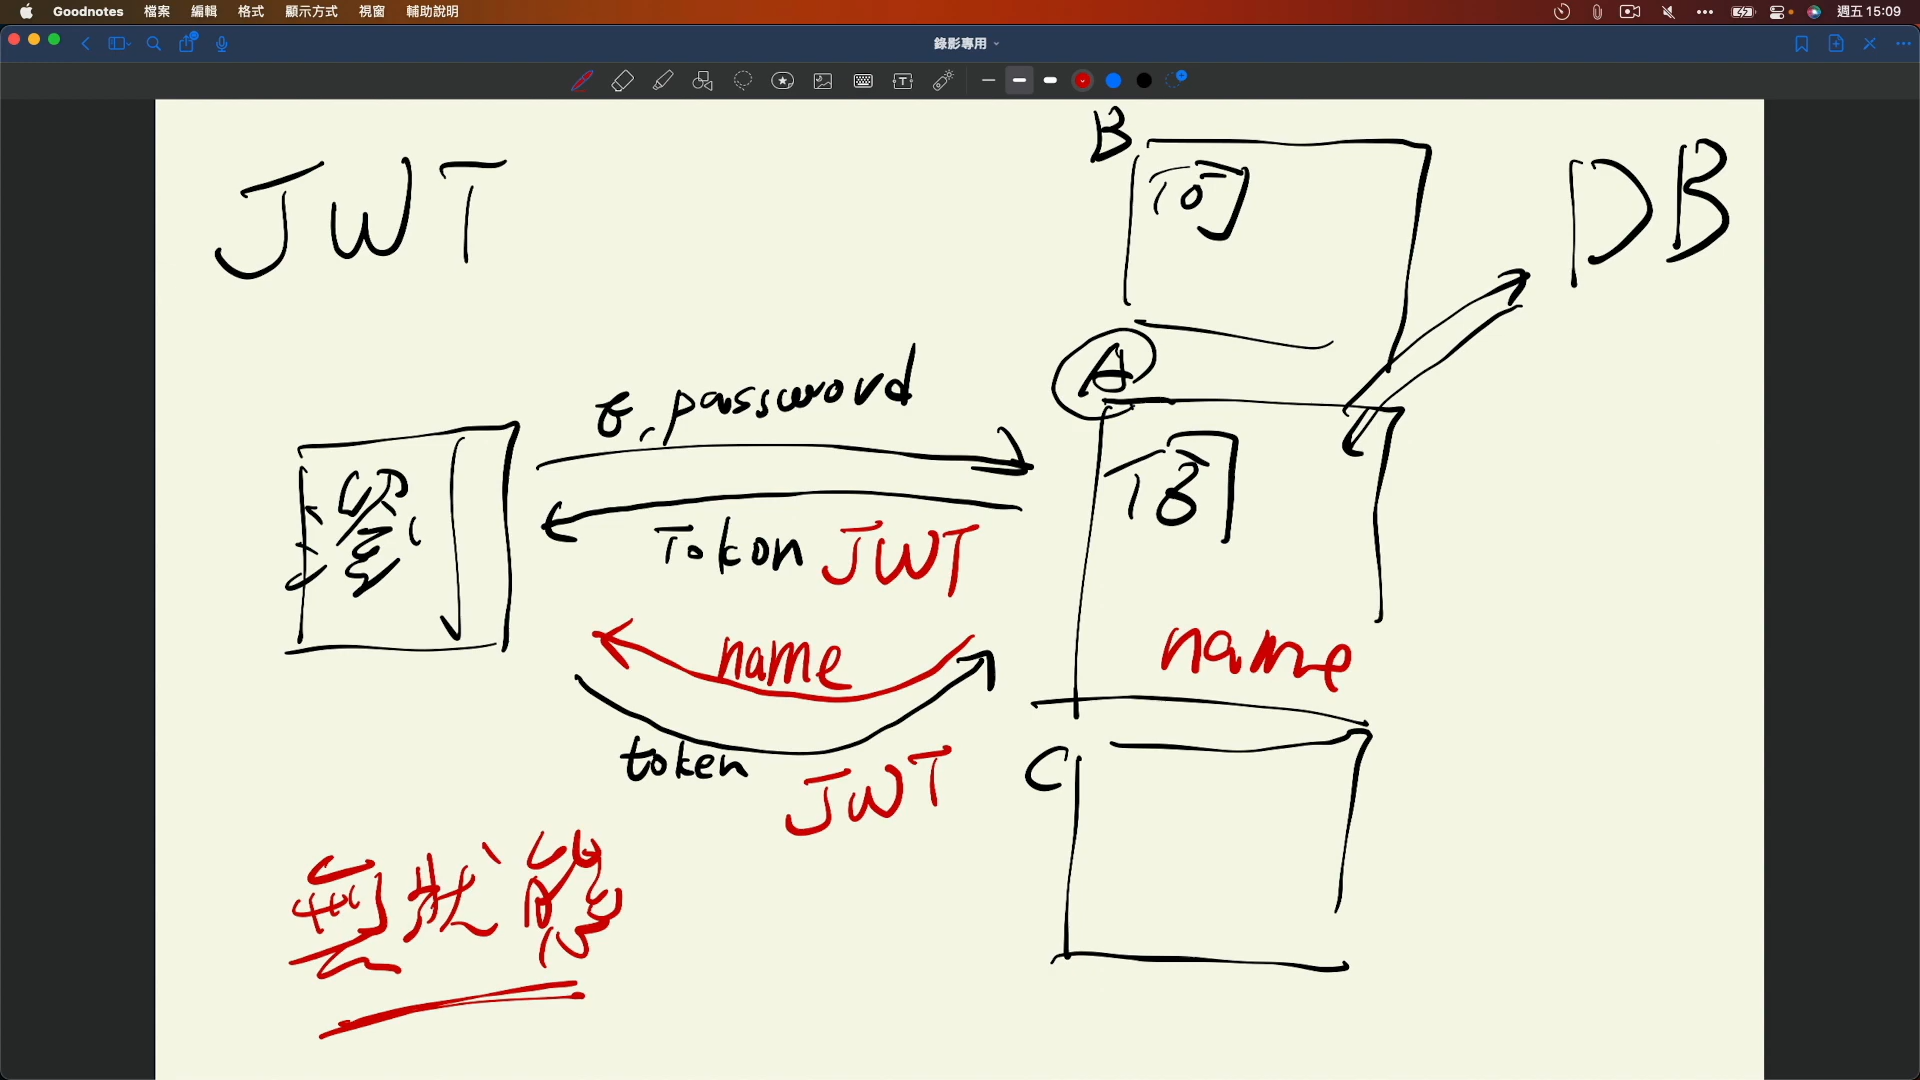 Goodnotes 檔案 編輯 格式 顯示方式 視窗 輔助說明 週五 15:09
錄影專用
JWT
B
DB
A
password
Tokon JWT
name
name
token
JWT
C
無狀態